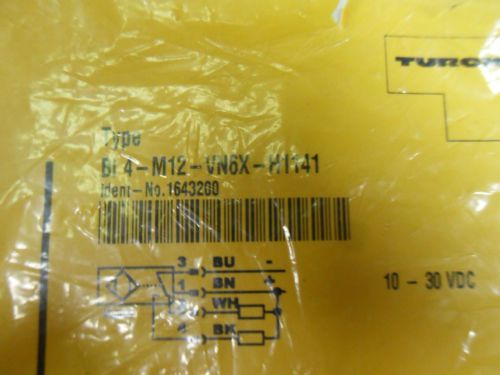 TURCK
Type
Bi 4-M12-VN6X-H1141
Ident-No.1643260
3 BU -
1 BN +
2 WH
4 BK
10 - 30 VDC